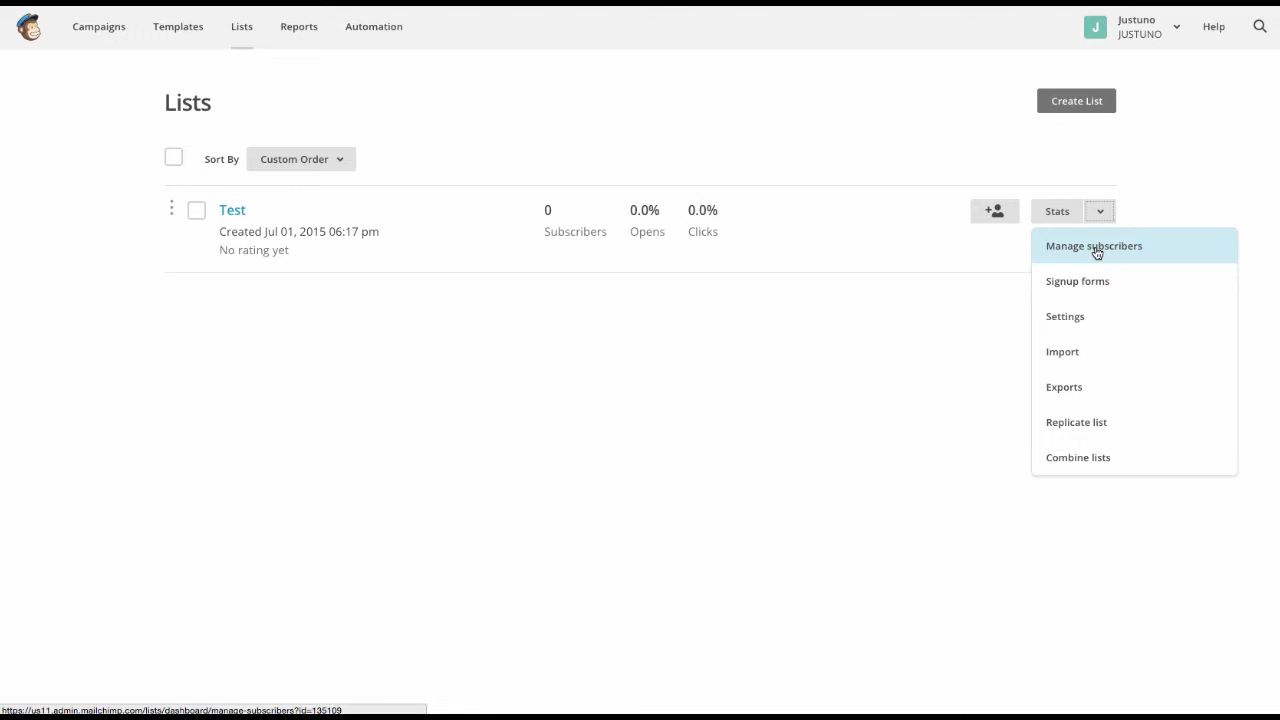 Campaigns Templates Lists Reports Automation
J Justuno
JUSTUNO
Help
Lists
Create List
Sort By Custom Order
Test
Created Jul 01, 2015 06:17 pm
No rating yet
0
Subscribers
0.0%
Opens
0.0%
Clicks
Stats
Manage subscribers
Signup forms
Settings
Import
Exports
Replicate list
Combine lists
https://us11.admin.mailchimp.com/lists/dashboard/manage-subscribers?id=135109